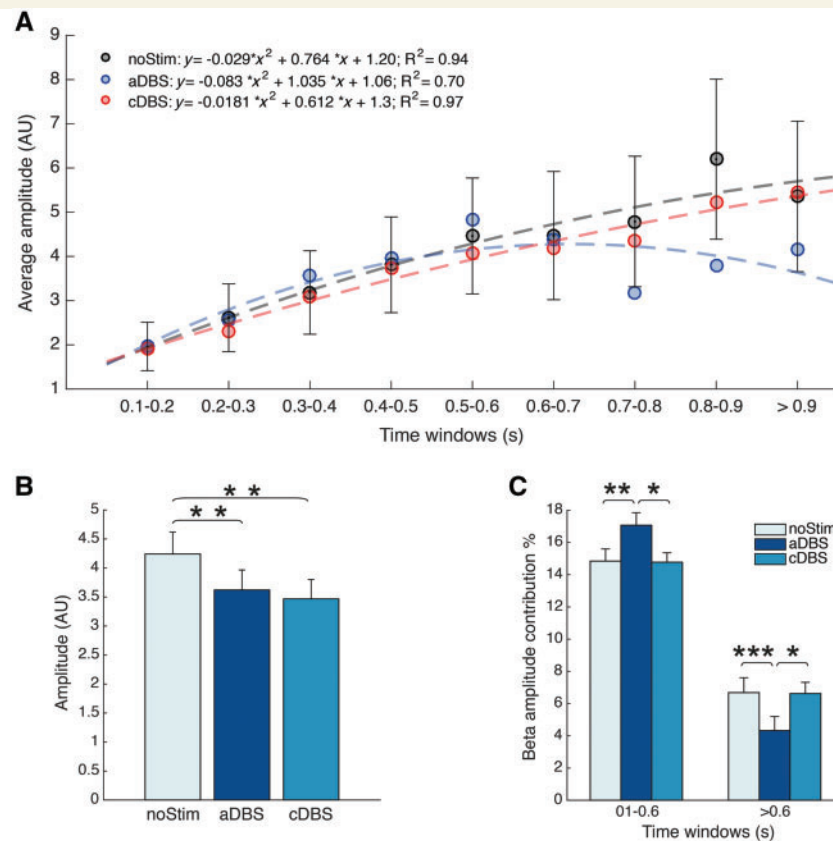 A
noStim: y= -0.029*x² + 0.764 *x + 1.20; R²= 0.94
aDBS: y= -0.083 *x² + 1.035 *x + 1.06; R²= 0.70
cDBS: y= -0.0181 *x² + 0.612 *x + 1.3; R²= 0.97
Average amplitude (AU)
9
8
7
6
5
4
3
2
1
0.1-0.2 0.2-0.3 0.3-0.4 0.4-0.5 0.5-0.6 0.6-0.7 0.7-0.8 0.8-0.9 > 0.9
Time windows (s)
B
* *
* *
Amplitude (AU)
5
4.5
4
3.5
3
2.5
2
1.5
1
0.5
0
noStim aDBS cDBS
C
** *
*** *
noStim
aDBS
cDBS
Beta amplitude contribution %
18
16
14
12
10
8
6
4
2
0
01-0.6 >0.6
Time windows (s)